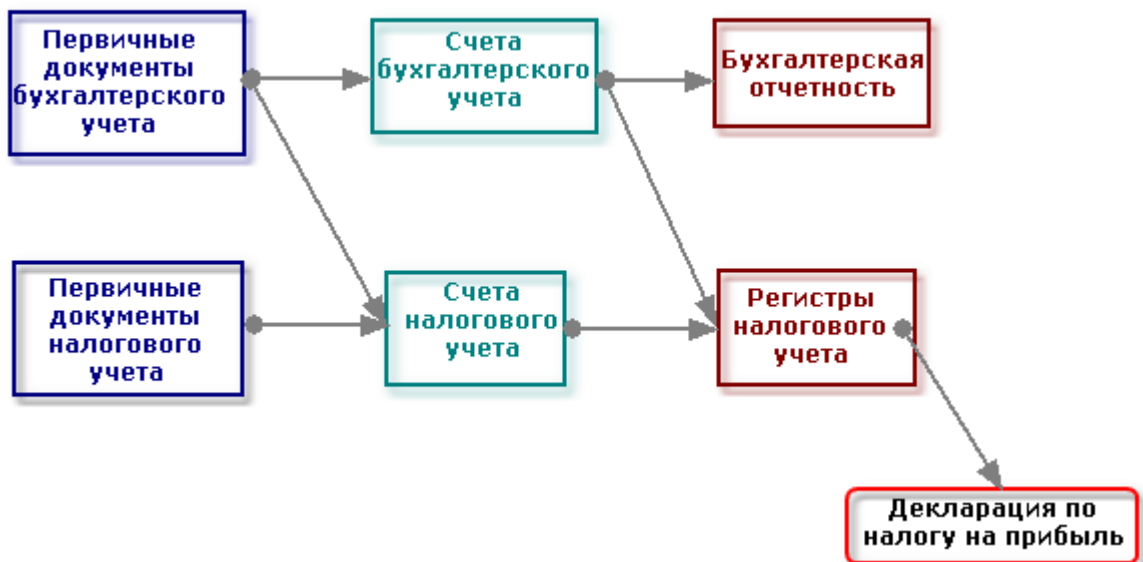 Первичные
документы
бухгалтерского
учета
Счета
бухгалтерского
учета
Бухгалтерская
отчетность
Первичные
документы
налогового
учета
Счета
налогового
учета
Регистры
налогового
учета
Декларация по
налогу на прибыль